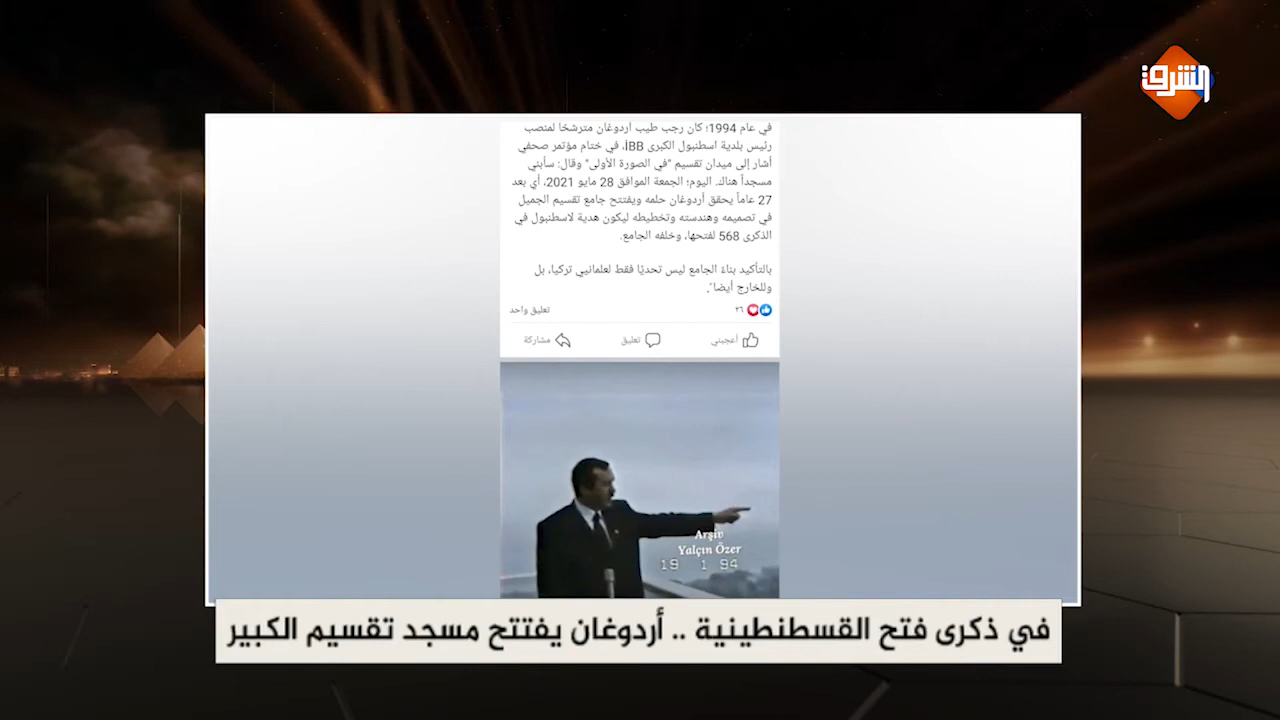 الشرق
في عام 1994؛ كان رجب طيب أردوغان مترشحًا لمنصب
رئيس بلدية اسطنبول الكبرى İBB، في ختام مؤتمر صحفي
أشار إلى ميدان تقسيم "في الصورة الأولى" وقال: سأبني
مسجداً هناك. اليوم؛ الجمعة الموافق 28 مايو 2021، أي بعد
27 عاماً يحقق أردوغان حلمه ويفتتح جامع تقسيم الجميل
في تصميمه وهندسته وتخطيطه ليكون هدية لاسطنبول في
الذكرى 568 لفتحها، وخلفه الجامع.
بالتأكيد بناءَ الجامع ليس تحديًا فقط لعلمانيي تركيا، بل
وللخارج أيضا".
٢٦
تعليق واحد
أعجبني
تعليق
مشاركة
Arşiv
Yalçın Özer
19 1 94
في ذكرى فتح القسطنطينية .. أردوغان يفتتح مسجد تقسيم الكبير